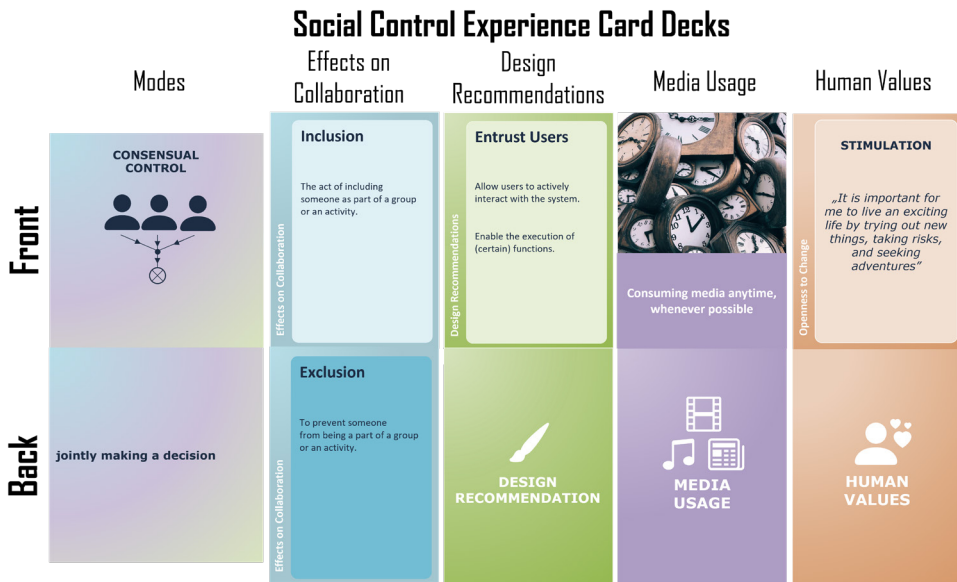 Social Control Experience Card Decks
Modes
Effects on
Collaboration
Design
Recommendations
Media Usage
Human Values
Front
CONSENSUAL
CONTROL
Effects on Collaboration
Inclusion
The act of including
someone as part of a group
or an activity.
Design Recommendations
Entrust Users
Allow users to actively
interact with the system.
Enable the execution of
(certain) functions.
Consuming media anytime,
whenever possible
Openness to Change
STIMULATION
„It is important for
me to live an exciting
life by trying out new
things, taking risks,
and seeking
adventures”
Back
jointly making a decision
Effects on Collaboration
Exclusion
To prevent someone
from being a part of a group
or an activity.
DESIGN
RECOMMENDATION
MEDIA
USAGE
HUMAN
VALUES